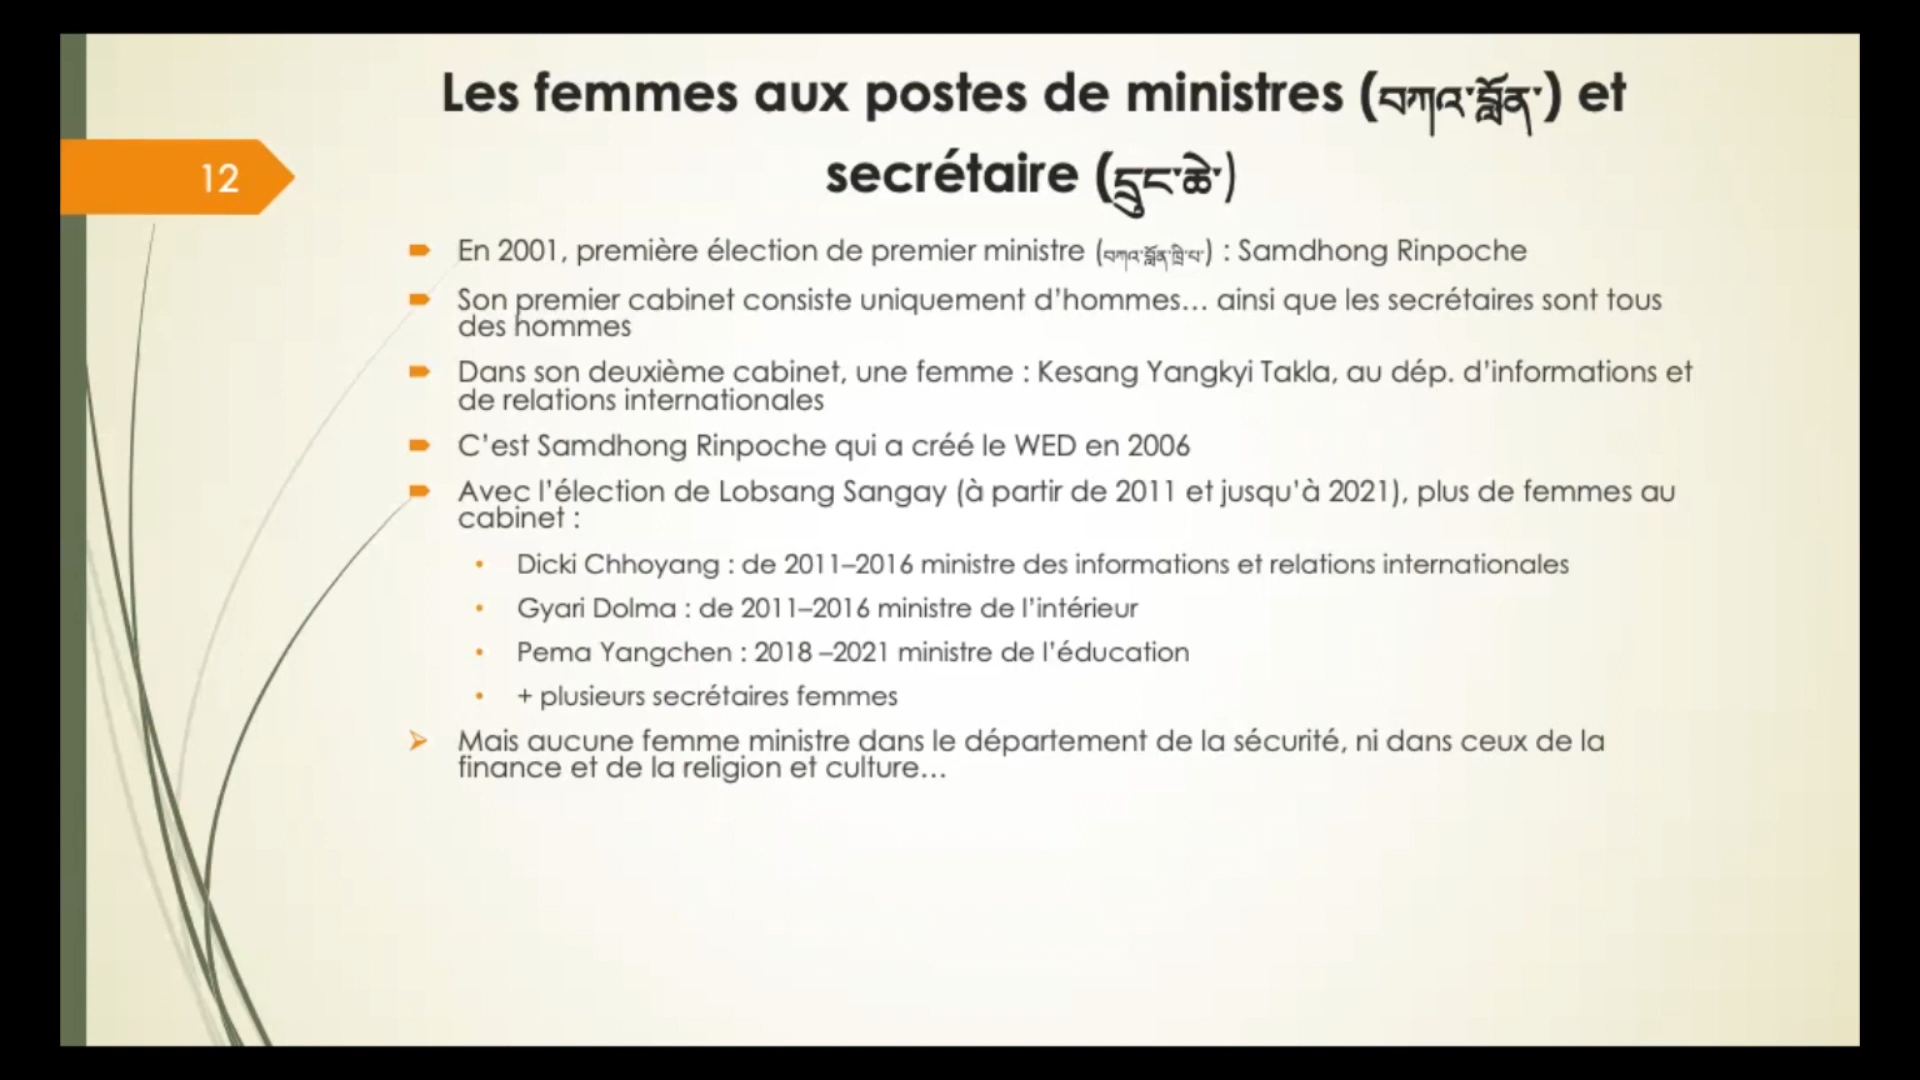 Les femmes aux postes de ministres (བཀའ་བློན་) et
secrétaire (དྲུང་ཆེ་)
12
En 2001, première élection de premier ministre (བཀའ་བློན་ཁྲི་པ་) : Samdhong Rinpoche
Son premier cabinet consiste uniquement d’hommes… ainsi que les secrétaires sont tous
des hommes
Dans son deuxième cabinet, une femme : Kesang Yangkyi Takla, au dép. d’informations et
de relations internationales
C’est Samdhong Rinpoche qui a créé le WED en 2006
Avec l’élection de Lobsang Sangay (à partir de 2011 et jusqu’à 2021), plus de femmes au
cabinet :
Dicki Chhoyang : de 2011–2016 ministre des informations et relations internationales
Gyari Dolma : de 2011–2016 ministre de l’intérieur
Pema Yangchen : 2018 –2021 ministre de l’éducation
+ plusieurs secrétaires femmes
Mais aucune femme ministre dans le département de la sécurité, ni dans ceux de la
finance et de la religion et culture…